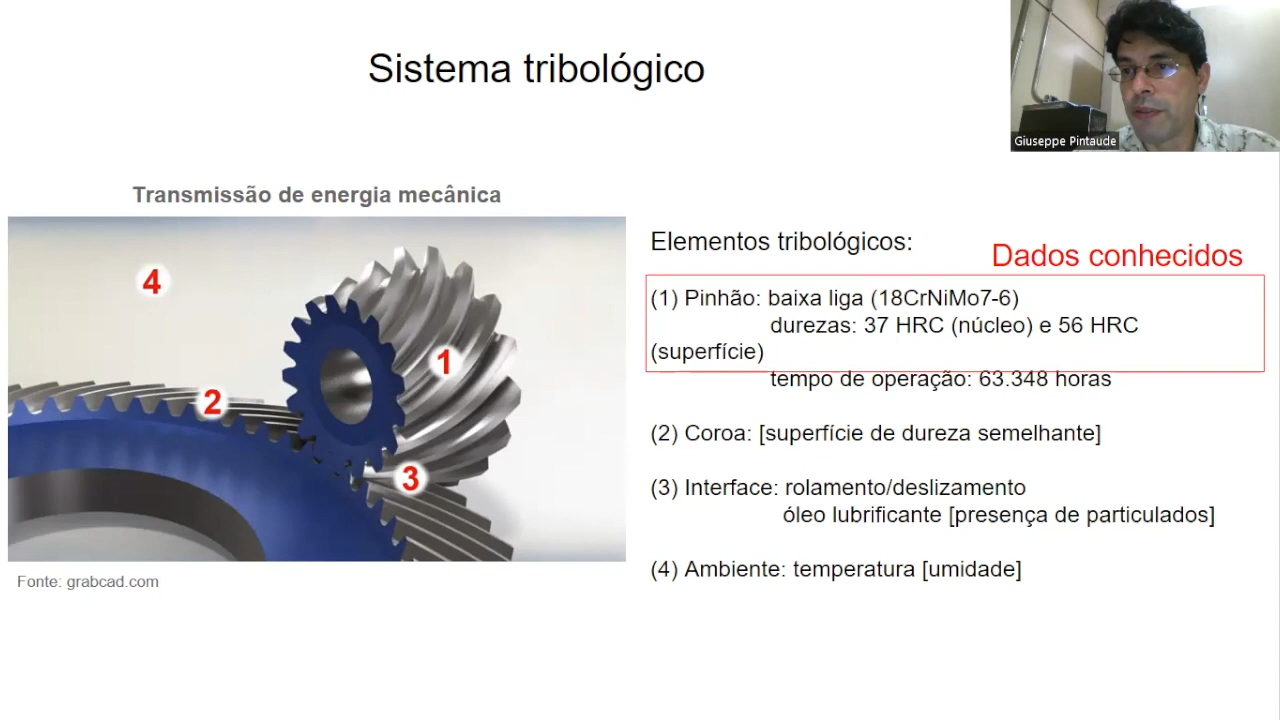 Sistema tribológico
Giuseppe Pintaude
Transmissão de energia mecânica
4
1
2
3
Fonte: grabcad.com
Elementos tribológicos:
Dados conhecidos
(1) Pinhão: baixa liga (18CrNiMo7-6)
durezas: 37 HRC (núcleo) e 56 HRC
(superfície)
tempo de operação: 63.348 horas
(2) Coroa: [superfície de dureza semelhante]
(3) Interface: rolamento/deslizamento
óleo lubrificante [presença de particulados]
(4) Ambiente: temperatura [umidade]